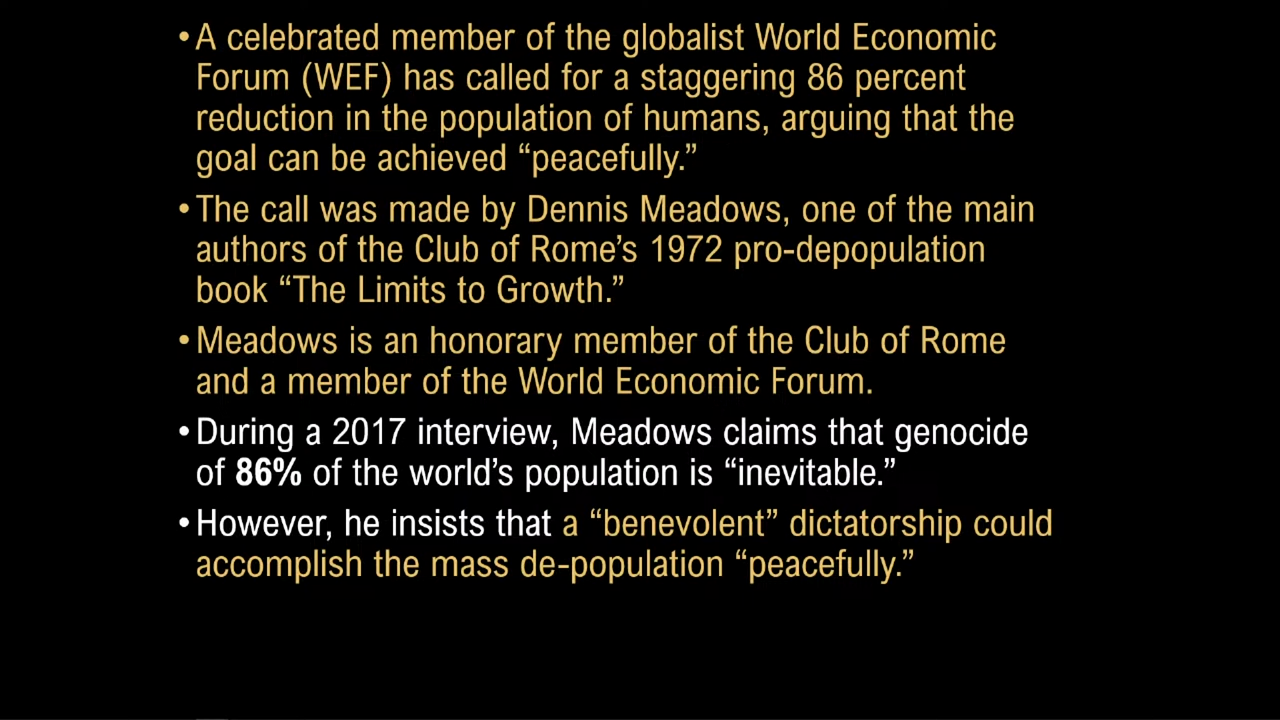 •A celebrated member of the globalist World Economic
Forum (WEF) has called for a staggering 86 percent
reduction in the population of humans, arguing that the
goal can be achieved “peacefully.”
•The call was made by Dennis Meadows, one of the main
authors of the Club of Rome’s 1972 pro-depopulation
book “The Limits to Growth.”
•Meadows is an honorary member of the Club of Rome
and a member of the World Economic Forum.
•During a 2017 interview, Meadows claims that genocide
of 86% of the world’s population is “inevitable.”
•However, he insists that a “benevolent” dictatorship could
accomplish the mass de-population “peacefully.”